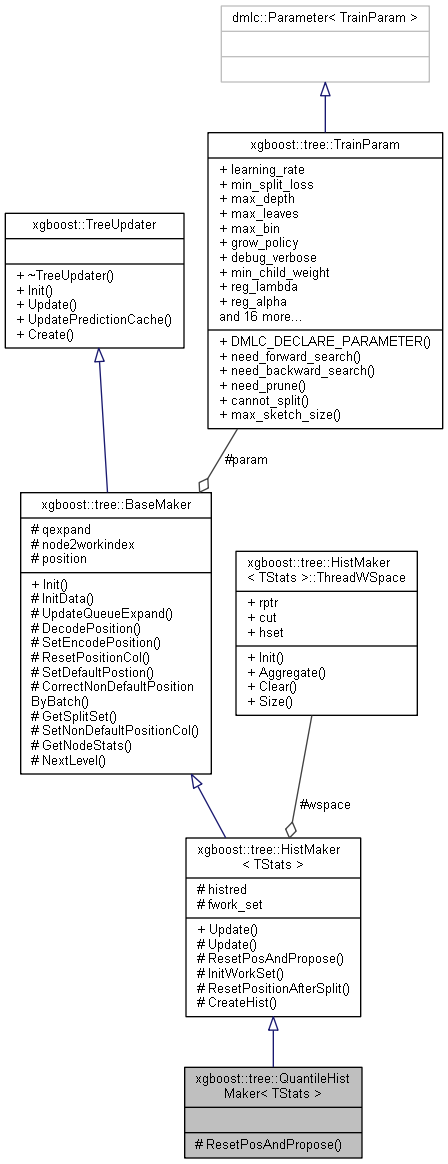 dmlc::Parameter< TrainParam >
xgboost::tree::TrainParam
+ learning_rate
+ min_split_loss
+ max_depth
+ max_leaves
+ max_bin
+ grow_policy
+ debug_verbose
+ min_child_weight
+ reg_lambda
+ reg_alpha
and 16 more...
+ DMLC_DECLARE_PARAMETER()
+ need_forward_search()
+ need_backward_search()
+ need_prune()
+ cannot_split()
+ max_sketch_size()
xgboost::TreeUpdater
+ ~TreeUpdater()
+ Init()
+ Update()
+ UpdatePredictionCache()
+ Create()
#param
xgboost::tree::BaseMaker
# qexpand
# node2workindex
# position
+ Init()
# InitData()
# UpdateQueueExpand()
# DecodePosition()
# SetEncodePosition()
# ResetPositionCol()
# SetDefaultPostion()
# CorrectNonDefaultPosition
ByBatch()
# GetSplitSet()
# SetNonDefaultPositionCol()
# GetNodeStats()
# NextLevel()
xgboost::tree::HistMaker
< TStats >::ThreadWSpace
+ rptr
+ cut
+ hset
+ Init()
+ Aggregate()
+ Clear()
+ Size()
#wspace
xgboost::tree::HistMaker
< TStats >
# histred
# fwork_set
+ Update()
# Update()
# ResetPosAndPropose()
# InitWorkSet()
# ResetPositionAfterSplit()
# CreateHist()
xgboost::tree::QuantileHist
Maker< TStats >
# ResetPosAndPropose()